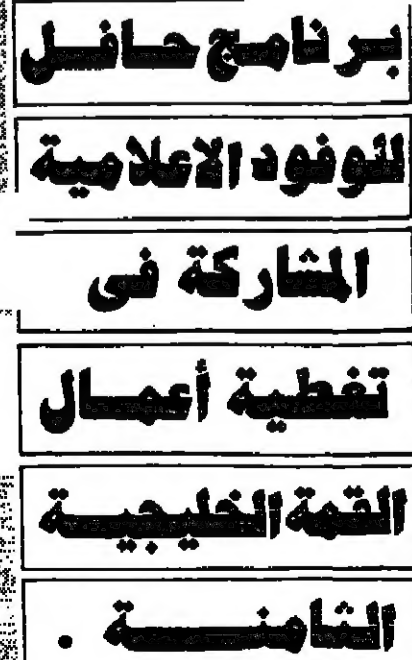 برنامج حافل
للوفود الاعلامية
المشاركة فى
تغطية أعمال
القمة الخليجية
الثامنة .